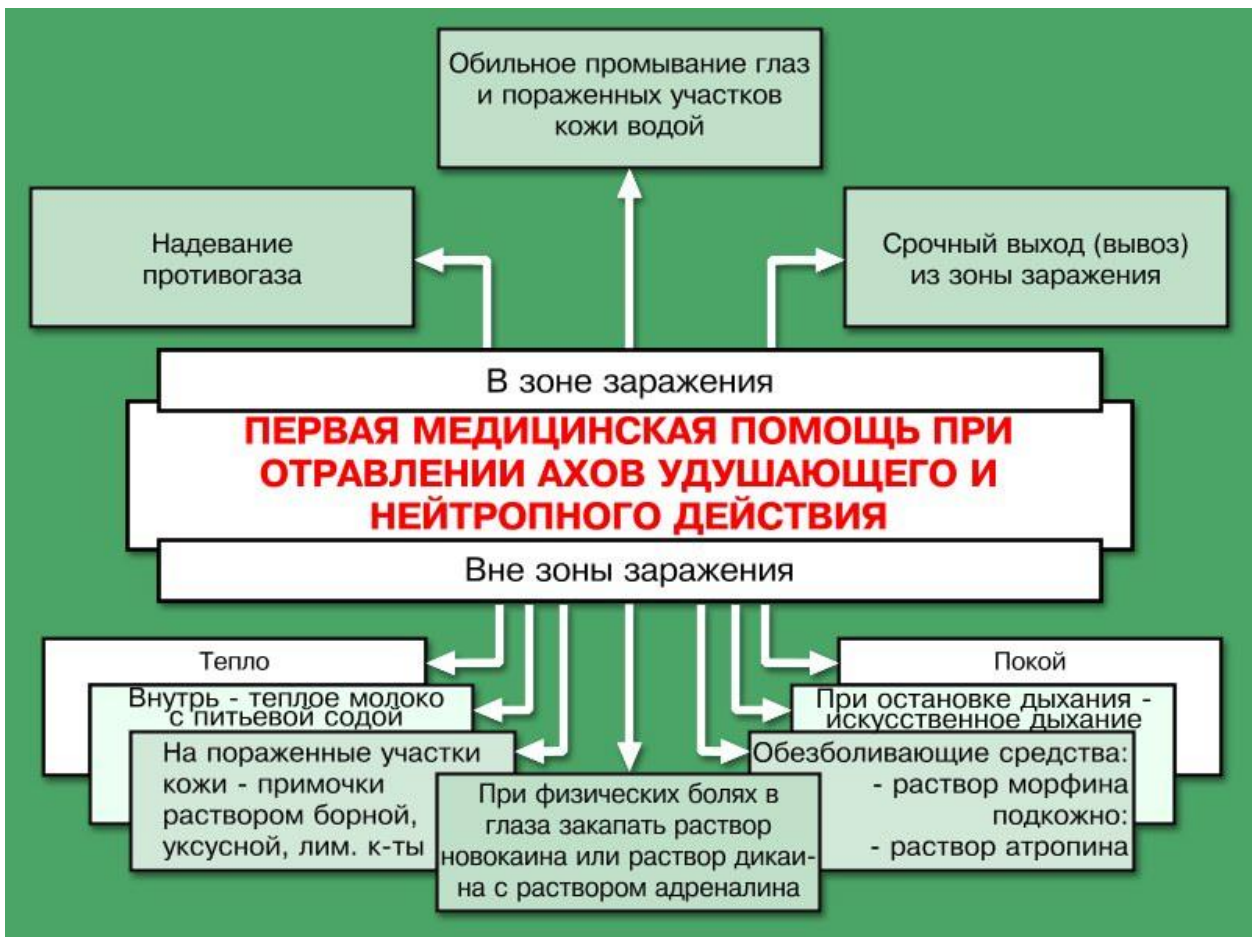 Обильное промывание глаз
и пораженных участков
кожи водой
Надевание
противогаза
Срочный выход (вывоз)
из зоны заражения
В зоне заражения
ПЕРВАЯ МЕДИЦИНСКАЯ ПОМОЩЬ ПРИ
ОТРАВЛЕНИИ АХОВ УДУШАЮЩЕГО И
НЕЙТРОПНОГО ДЕЙСТВИЯ
Вне зоны заражения
Тепло
Внутрь - теплое молоко
с питьевой содой
На пораженные участки
кожи - примочки
раствором борной,
уксусной, лим. к-ты
При физических болях в
глаза закапать раствор
новокаина или раствор дикаи-
на с раствором адреналина
Покой
При остановке дыхания -
искусственное дыхание
Обезболивающие средства:
- раствор морфина
подкожно:
- раствор атропина